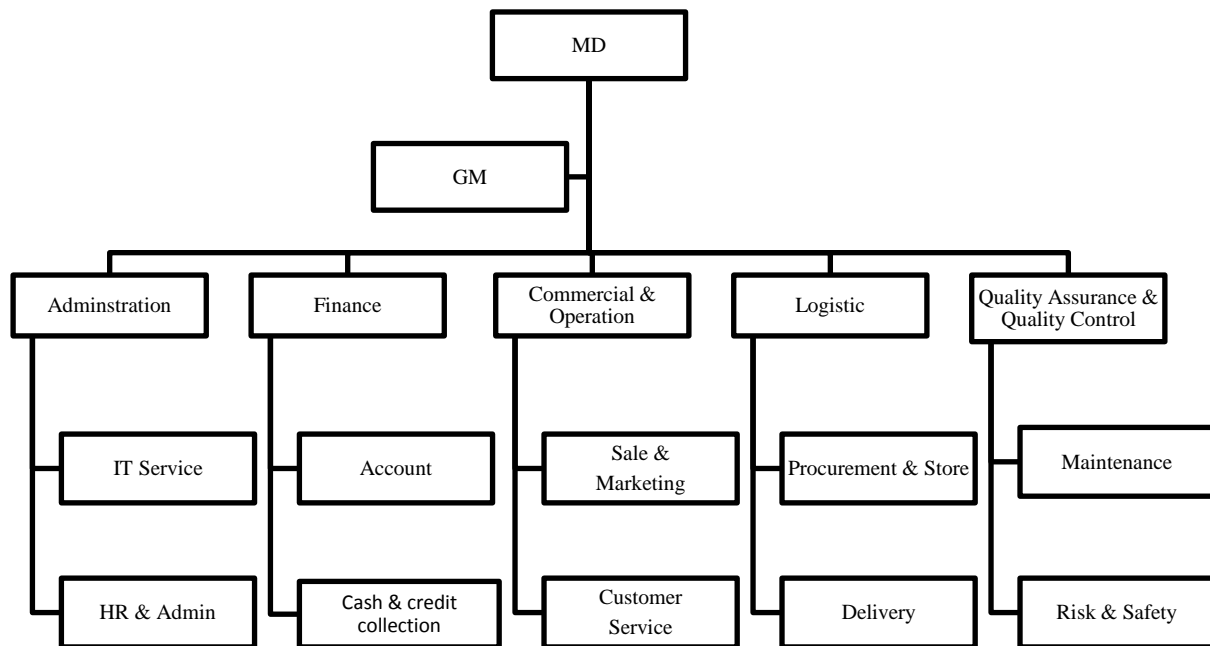 MD
GM
Adminstration
Finance
Commercial &
Operation
Logistic
Quality Assurance &
Quality Control
IT Service
Account
Sale &
Marketing
Procurement & Store
Maintenance
HR & Admin
Cash & credit
collection
Customer
Service
Delivery
Risk & Safety